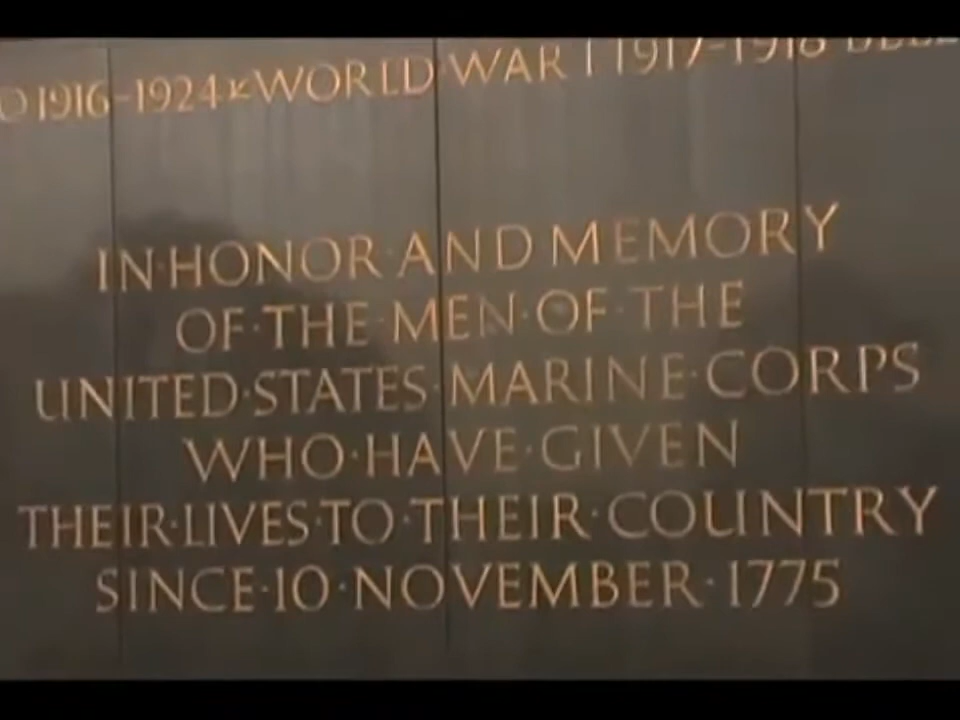 1916–1924 WORLD WAR I 1917–1918
IN·HONOR·AND MEMORY
OF·THE·MEN·OF·THE
UNITED·STATES·MARINE·CORPS
WHO·HAVE·GIVEN
THEIR·LIVES·TO·THEIR·COUNTRY
SINCE·10·NOVEMBER·1775